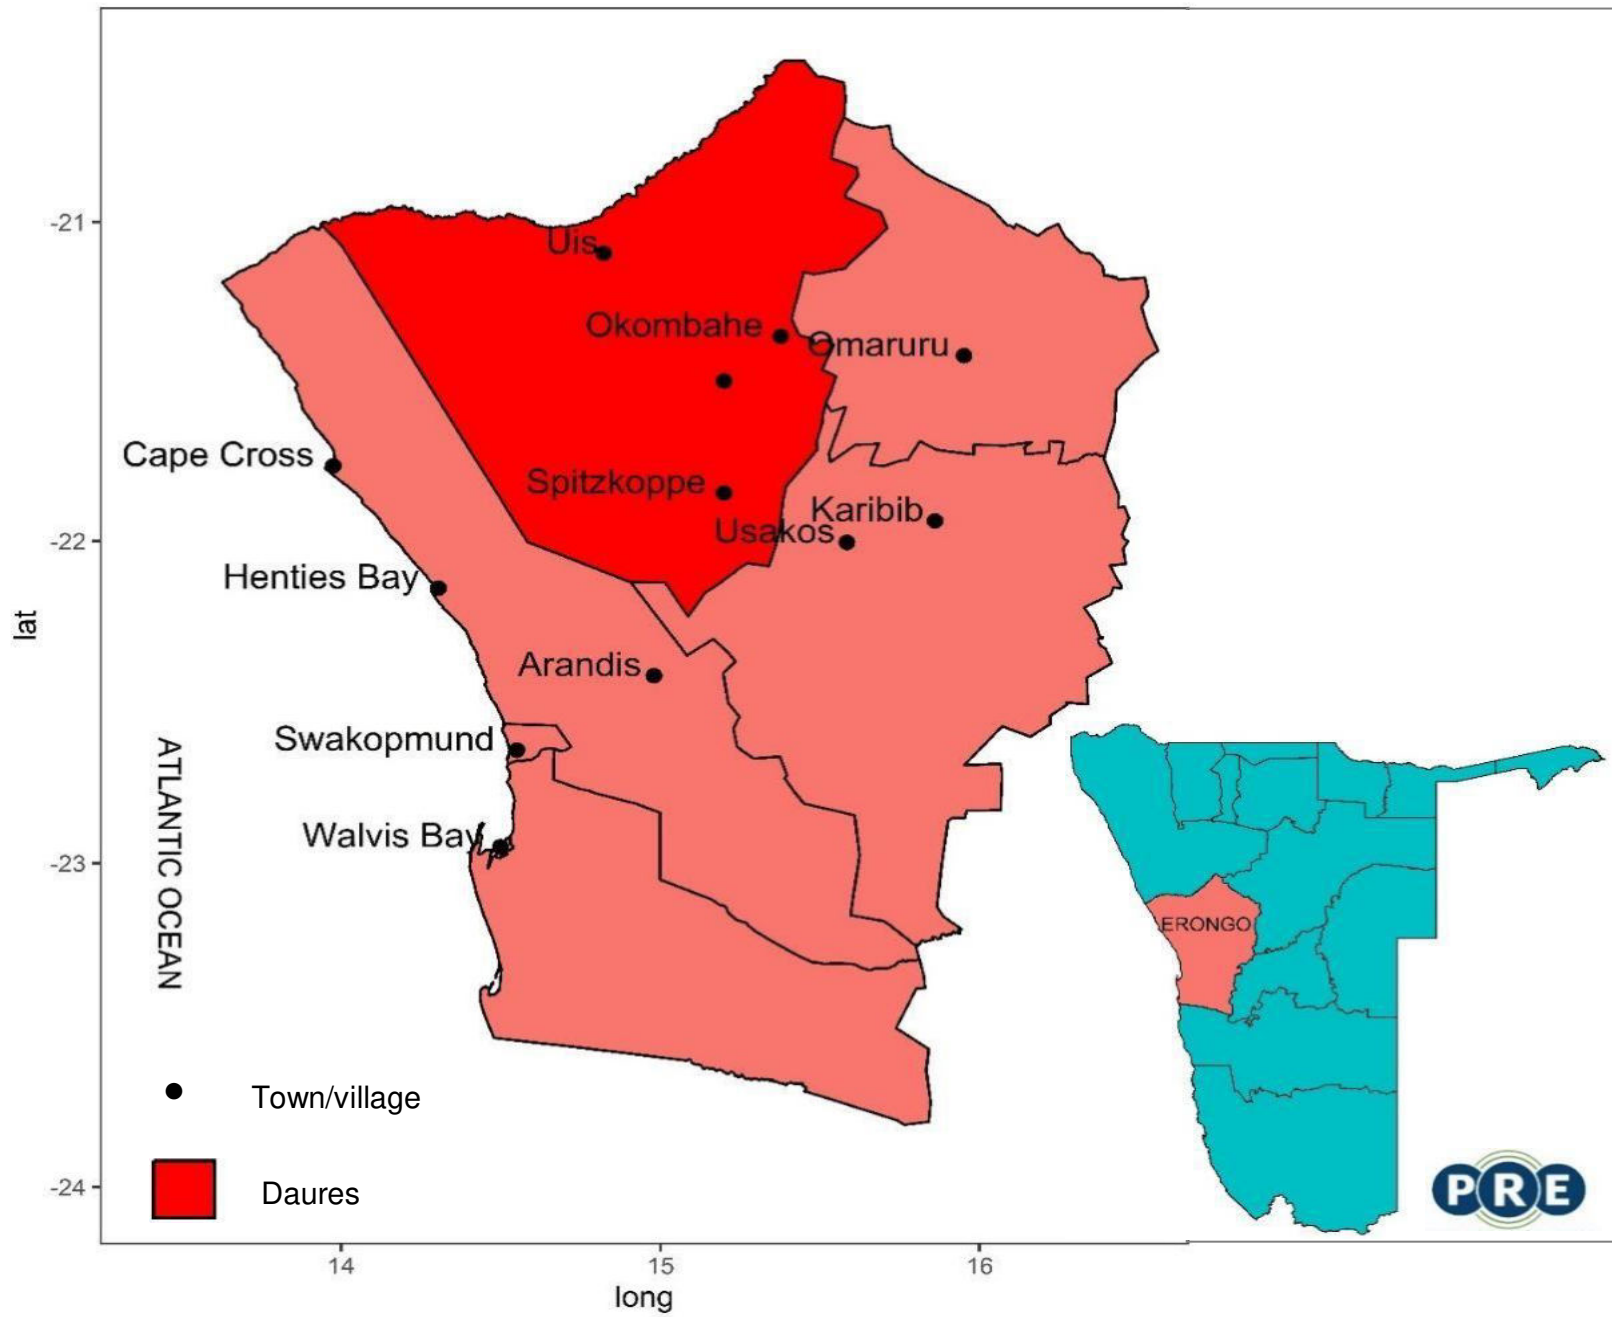 -21
-22
-23
-24
lat
14
15
16
long
Uis
Okombahe
Omaruru
Cape Cross
Spitzkoppe
Karibib
Usakos
Henties Bay
Arandis
Swakopmund
Walvis Bay
ATLANTIC OCEAN
ERONGO
Town/village
Daures
PRE